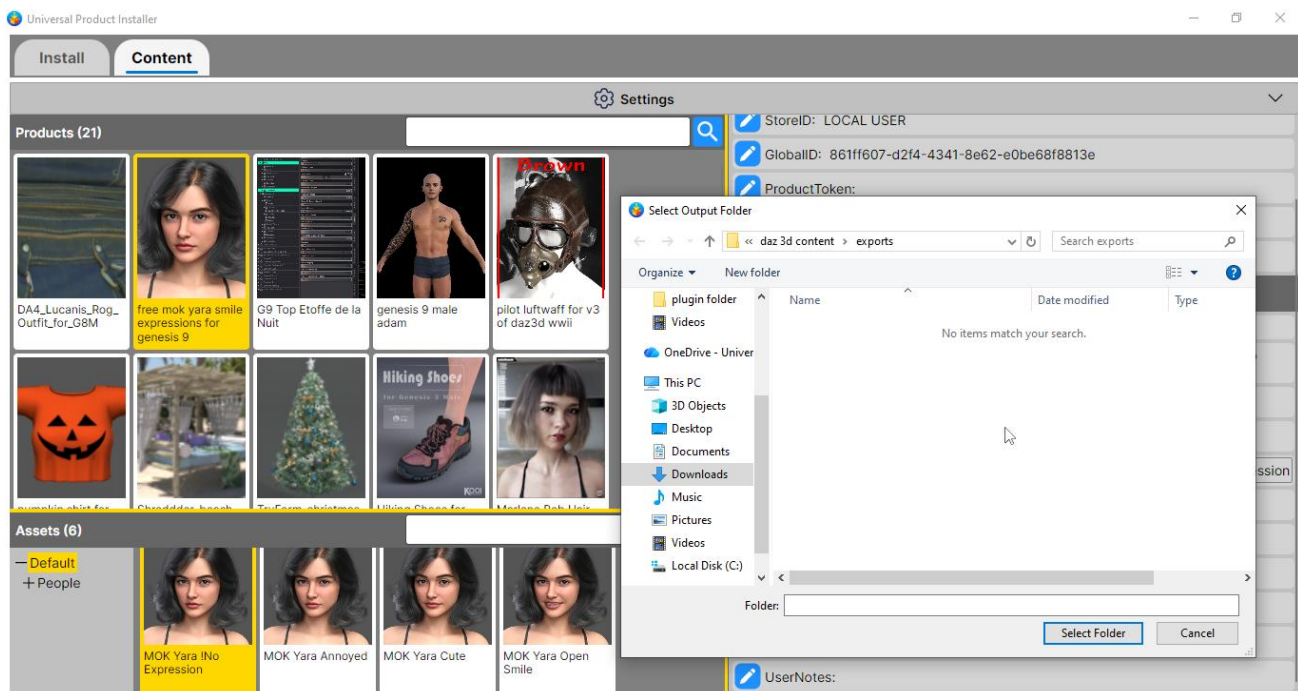 Universal Product Installer
Install
Content
Settings
Products (21)
DA4_Lucanis_Rog_
Outfit_for_G8M
free mok yara smile
expressions for
genesis 9
G9 Top Etoffe de la
Nuit
genesis 9 male
adam
Brown
pilot luftwaff for v3
of daz3d wwii
Hiking Shoes
for Genesis 3 Male
Assets (6)
Default
People
MOK Yara !No
Expression
MOK Yara Annoyed
MOK Yara Cute
MOK Yara Open
Smile
StoreID: LOCAL USER
GlobalID: 861ff607-d2f4-4341-8e62-e0be68f8813e
ProductToken:
ssion
UserNotes:
Select Output Folder
« daz 3d content › exports
Search exports
Organize
New folder
plugin folder
Videos
OneDrive - Univer
This PC
3D Objects
Desktop
Documents
Downloads
Music
Pictures
Videos
Local Disk (C:)
Name
Date modified
Type
No items match your search.
Folder:
Select Folder
Cancel